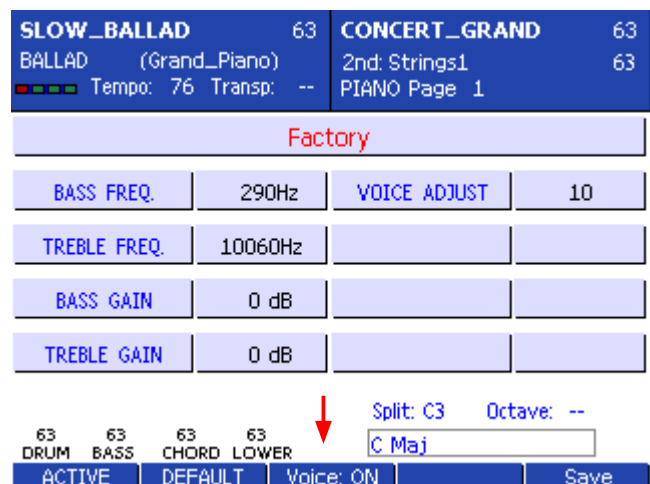 SLOW_BALLAD 63 CONCERT_GRAND 63
BALLAD (Grand_Piano) 2nd: Strings1 63
Tempo: 76 Transp: -- PIANO Page 1
Factory
BASS FREQ. 290Hz VOICE ADJUST 10
TREBLE FREQ. 10060Hz
BASS GAIN 0 dB
TREBLE GAIN 0 dB
Split: C3 Octave: --
63 63 63 63 C Maj
DRUM BASS CHORD LOWER
ACTIVE DEFAULT Voice: ON Save